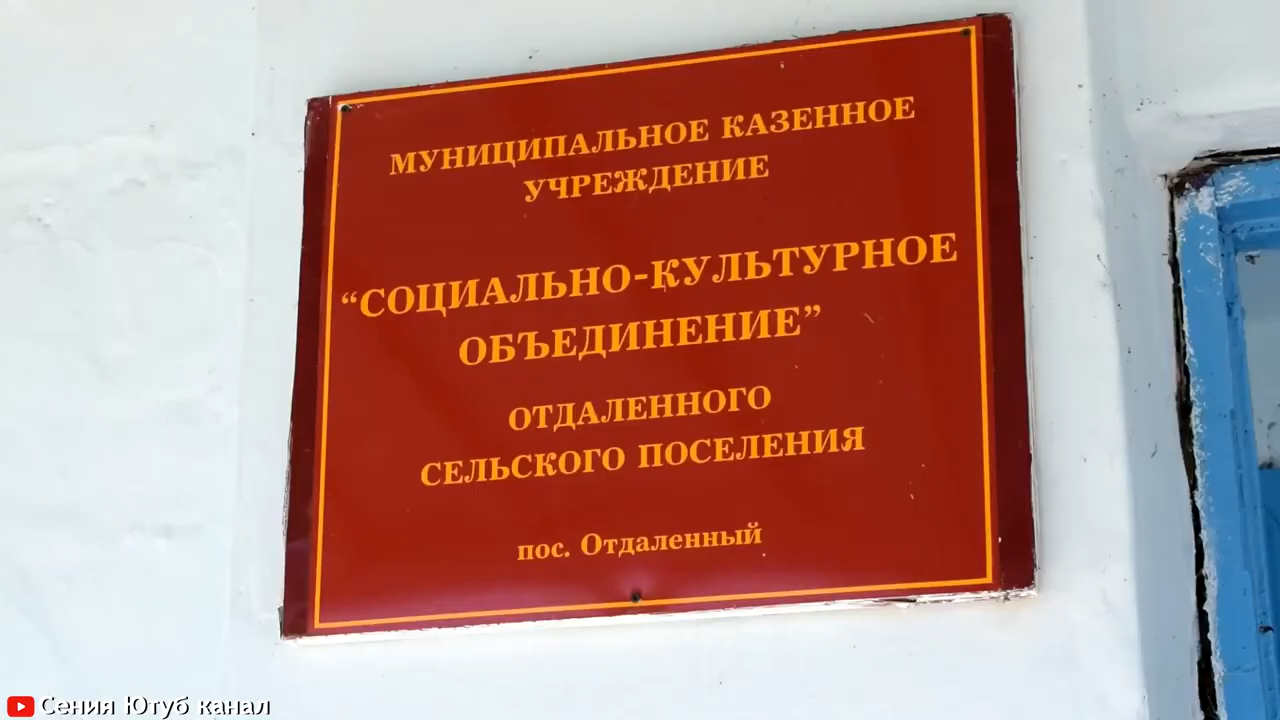 МУНИЦИПАЛЬНОЕ КАЗЕННОЕ
УЧРЕЖДЕНИЕ
“СОЦИАЛЬНО-КУЛЬТУРНОЕ
ОБЪЕДИНЕНИЕ”
ОТДАЛЕННОГО
СЕЛЬСКОГО ПОСЕЛЕНИЯ
пос. Отдаленный
Сения Ютуб канал